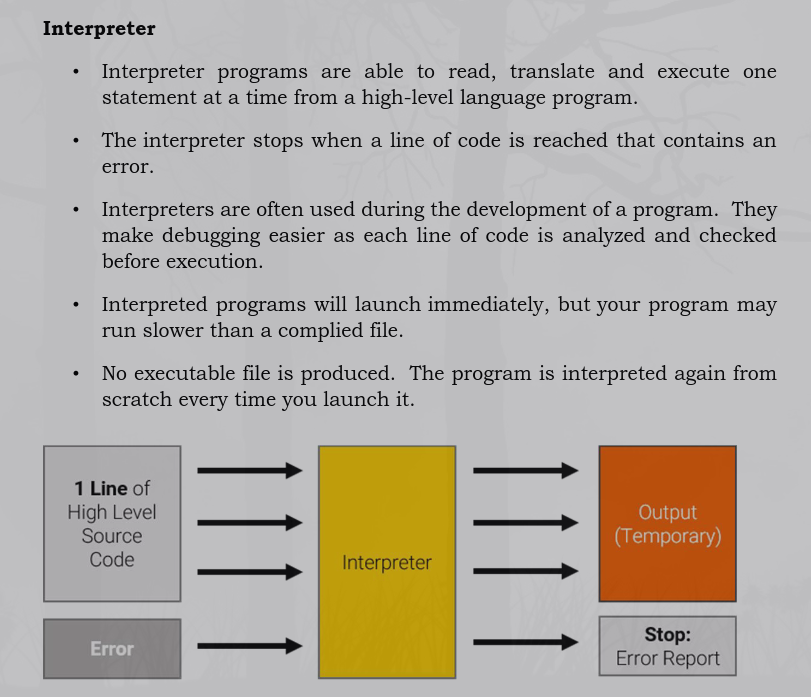 Interpreter
• Interpreter programs are able to read, translate and execute one
statement at a time from a high-level language program.
• The interpreter stops when a line of code is reached that contains an
error.
• Interpreters are often used during the development of a program. They
make debugging easier as each line of code is analyzed and checked
before execution.
• Interpreted programs will launch immediately, but your program may
run slower than a complied file.
• No executable file is produced. The program is interpreted again from
scratch every time you launch it.
1 Line of
High Level
Source
Code
Interpreter
Output
(Temporary)
Error
Stop:
Error Report